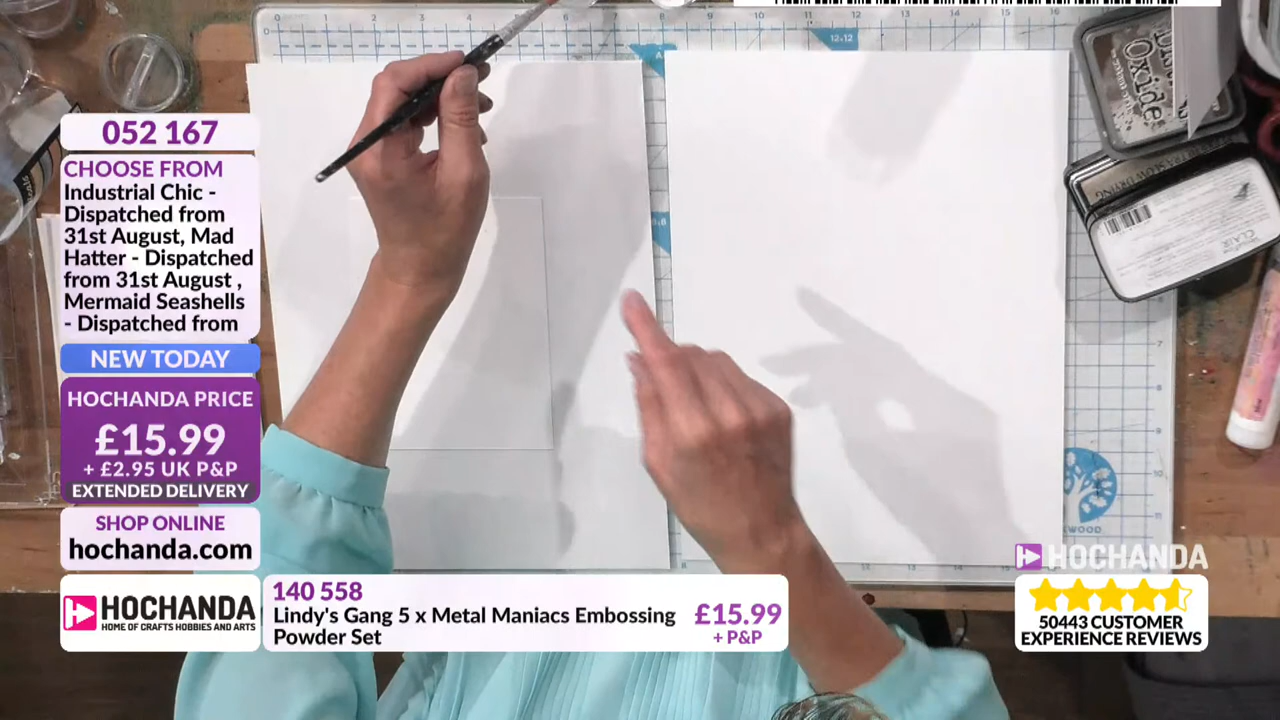 052 167
CHOOSE FROM
Industrial Chic -
Dispatched from
31st August, Mad
Hatter - Dispatched
from 31st August ,
Mermaid Seashells
- Dispatched from
NEW TODAY
HOCHANDA PRICE
£15.99
+ £2.95 UK P&P
EXTENDED DELIVERY
SHOP ONLINE
hochanda.com
HOCHANDA
HOME OF CRAFTS HOBBIES AND ARTS
140 558
Lindy's Gang 5 x Metal Maniacs Embossing
Powder Set
£15.99
+ P&P
HOCHANDA
50443 CUSTOMER
EXPERIENCE REVIEWS
Oxide
12x12
WOOD
CLAIR